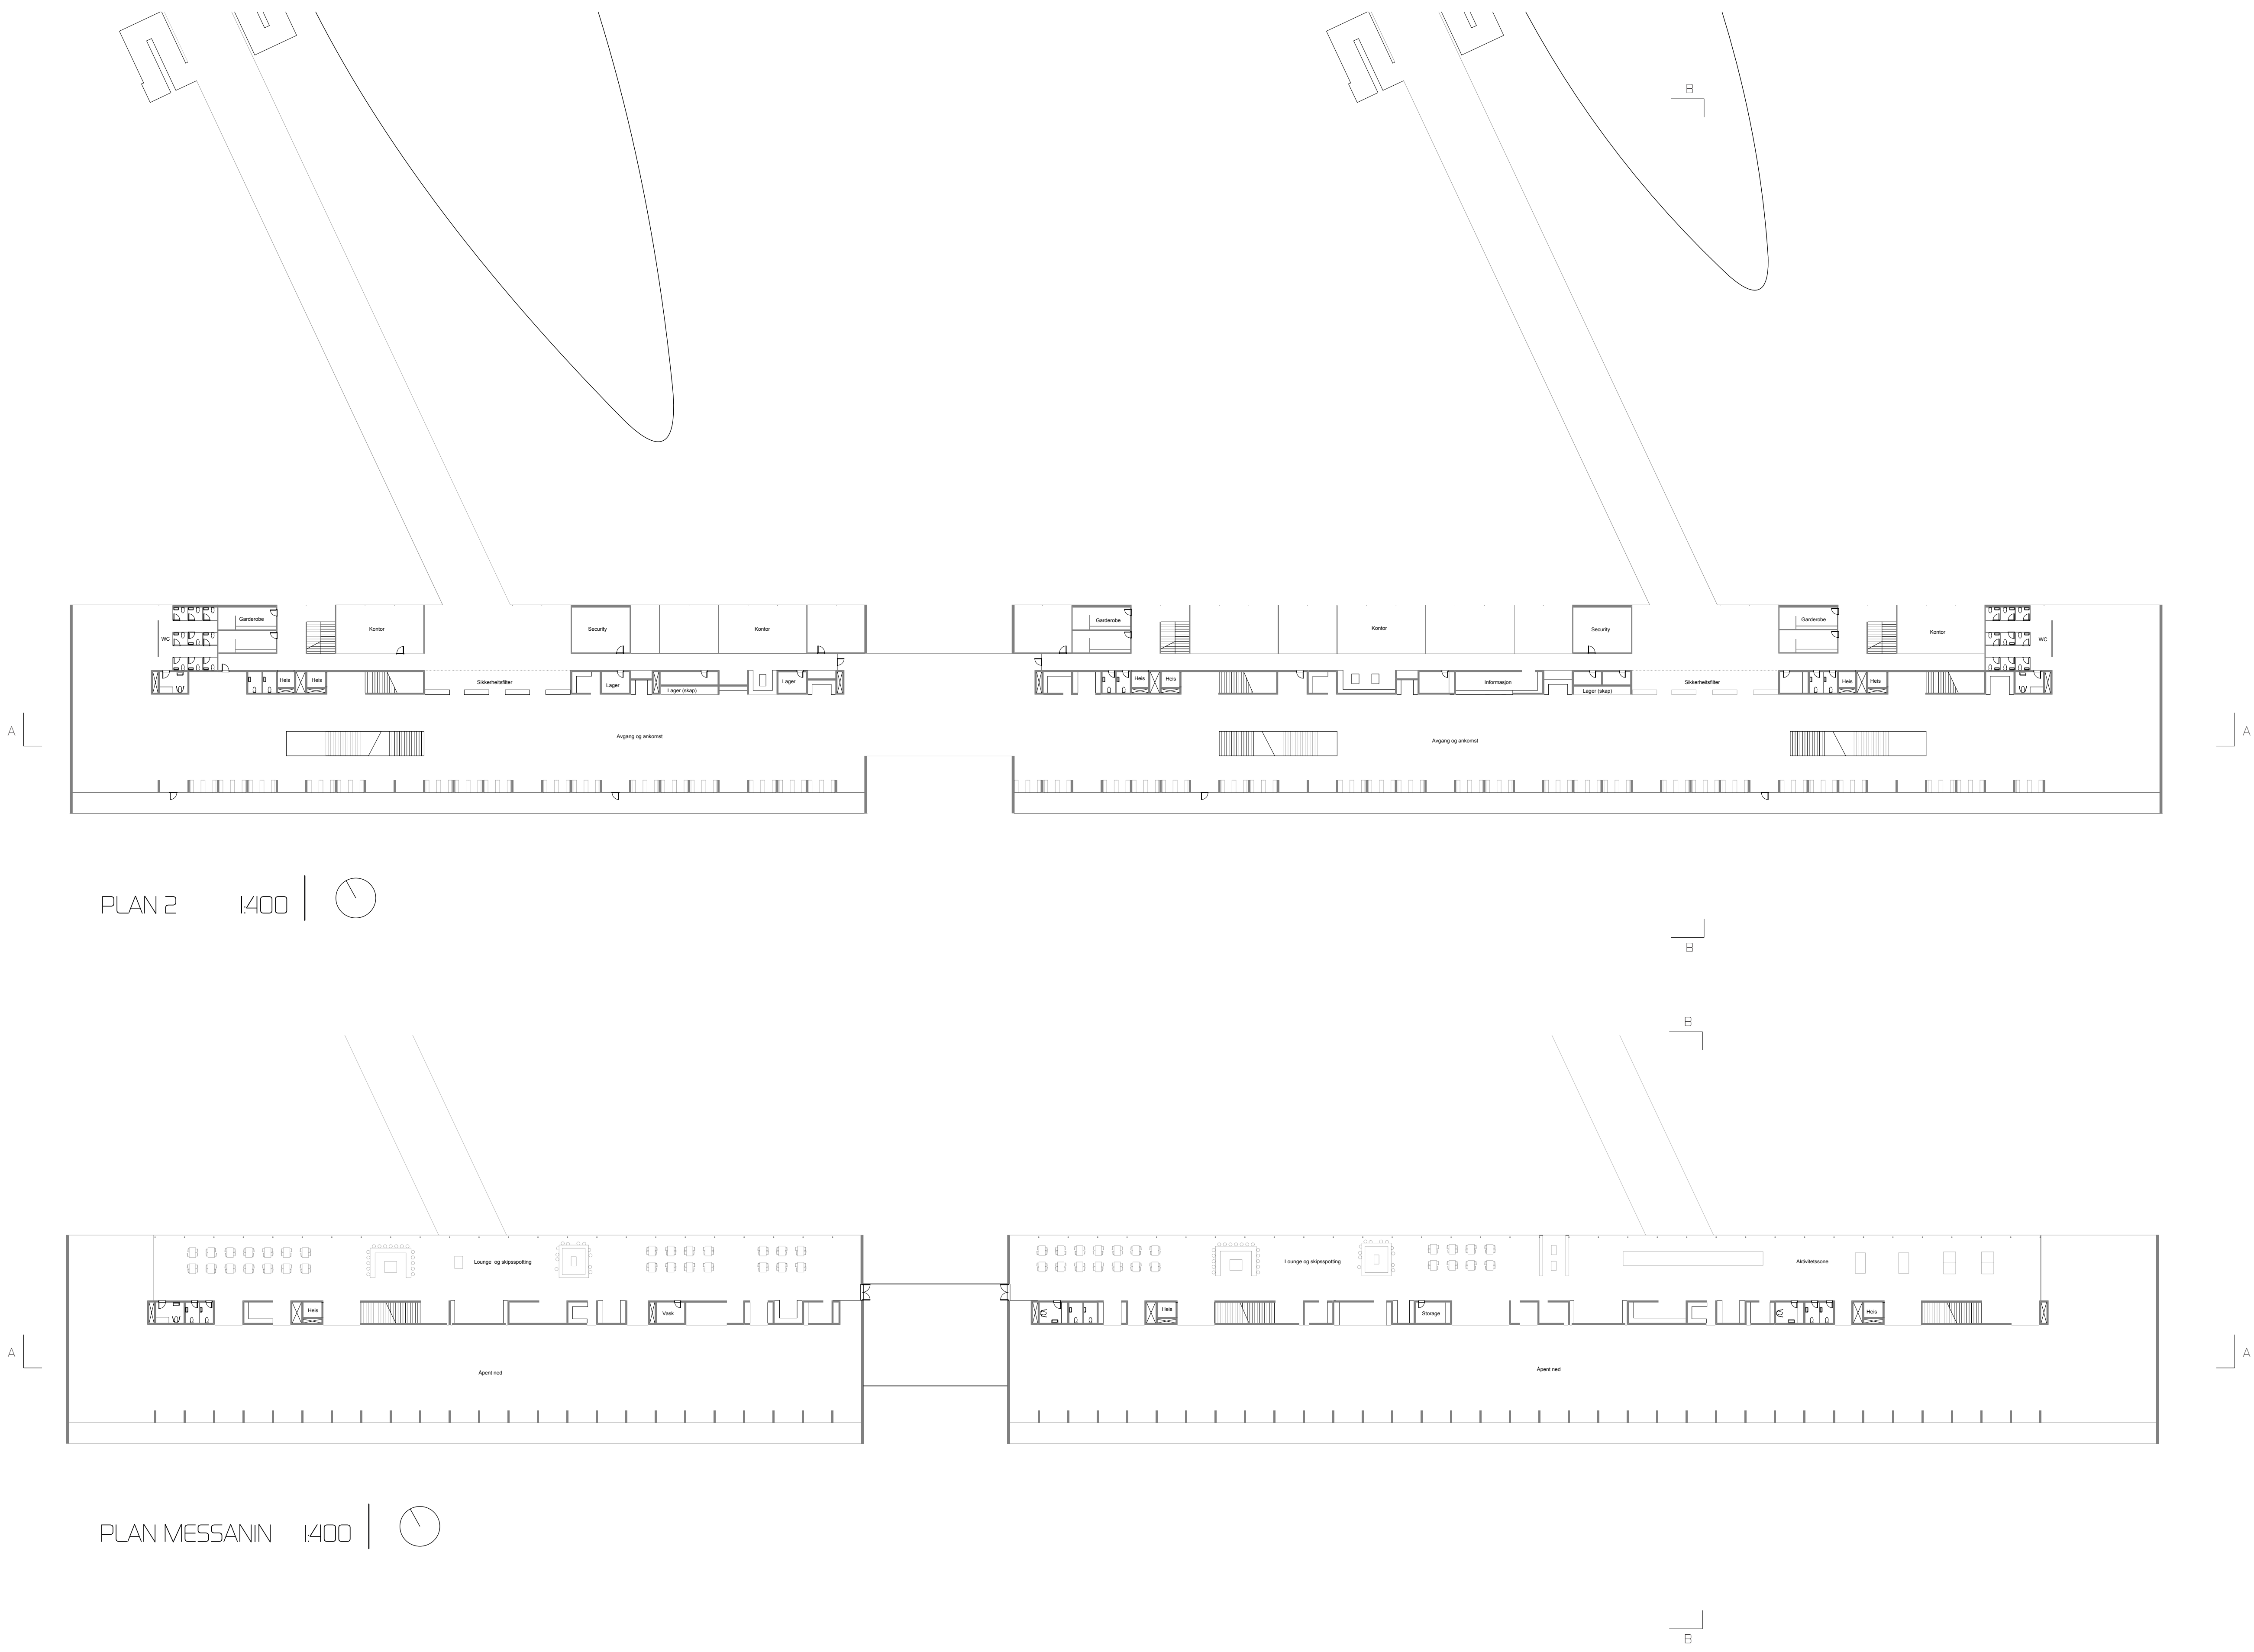 B
Garderobe
Kontor
WC
Security
Kontor
Garderobe
Kontor
Security
Garderobe
Kontor
WC
Heis
Heis
Sikkerhetsfilter
Lager
Lager (skap)
Lager
Heis
Heis
Informasjon
Lager (skap)
Sikkerhetsfilter
Heis
Heis
A
Avgang og ankomst
Avgang og ankomst
A
PLAN 2 1:400
B
B
Lounge og skipsspotting
Lounge og skipsspotting
Aktivitetssone
Heis
Vask
Heis
Storage
Heis
A
Åpent ned
Åpent ned
A
PLAN MESSANIN 1:400
B